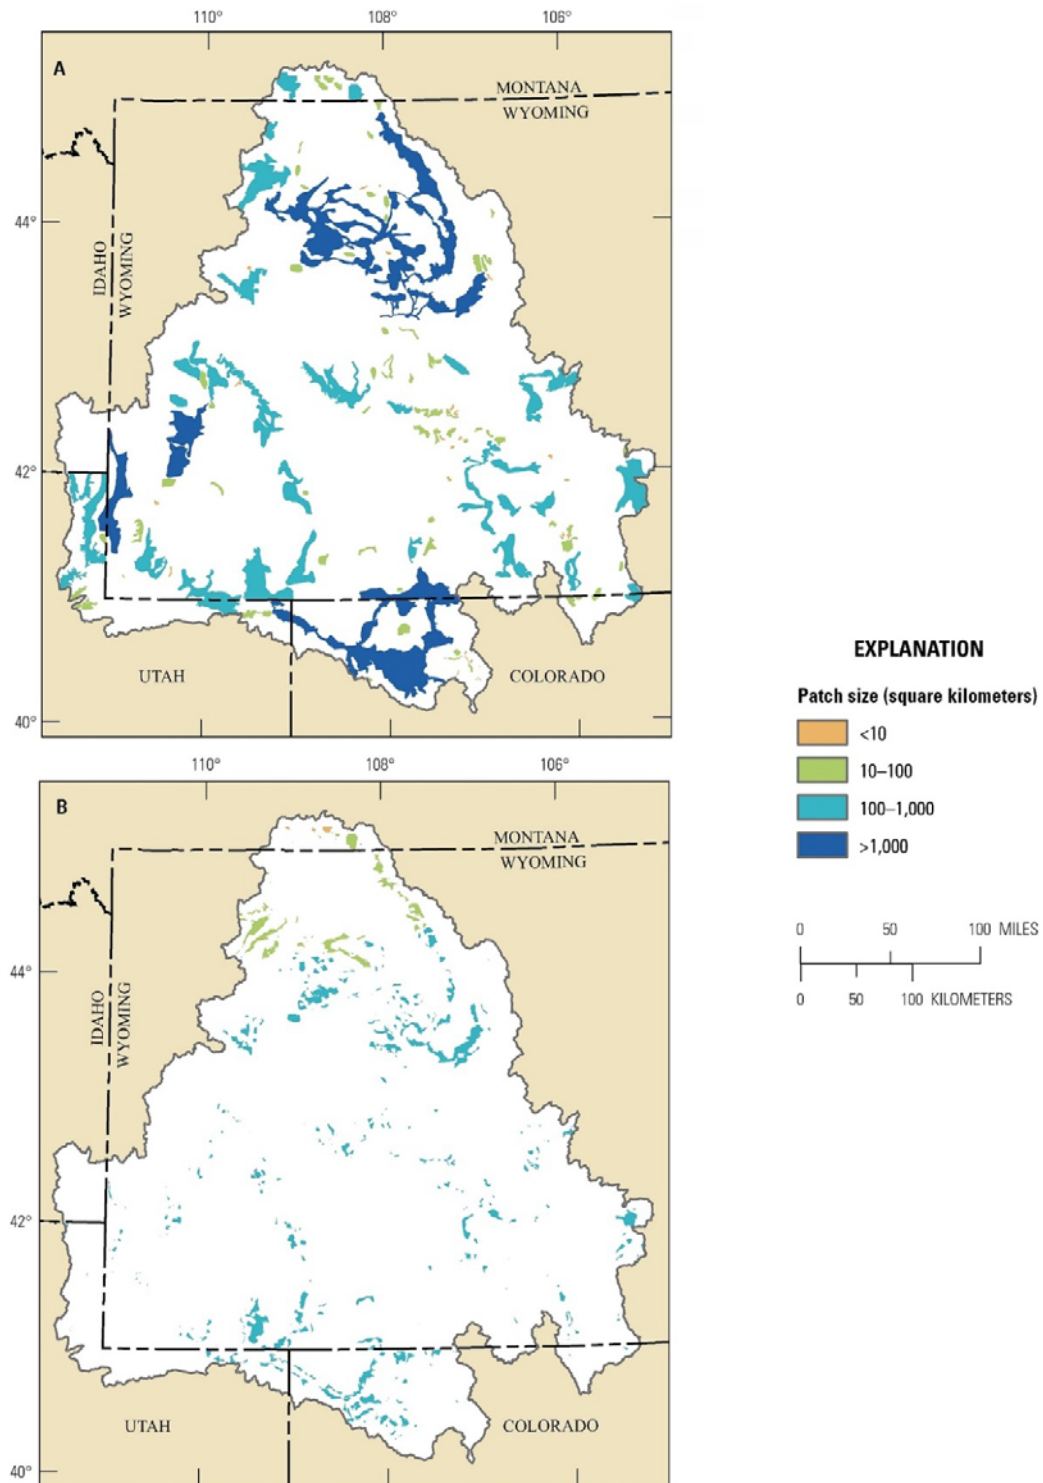 110° 108° 106°
A
MONTANA
WYOMING
44°
IDAHO
WYOMING
42°
UTAH
COLORADO
40°
EXPLANATION
Patch size (square kilometers)
<10
10–100
100–1,000
>1,000
0 50 100 MILES
0 50 100 KILOMETERS
110° 108° 106°
B
MONTANA
WYOMING
44°
IDAHO
WYOMING
42°
UTAH
COLORADO
40°